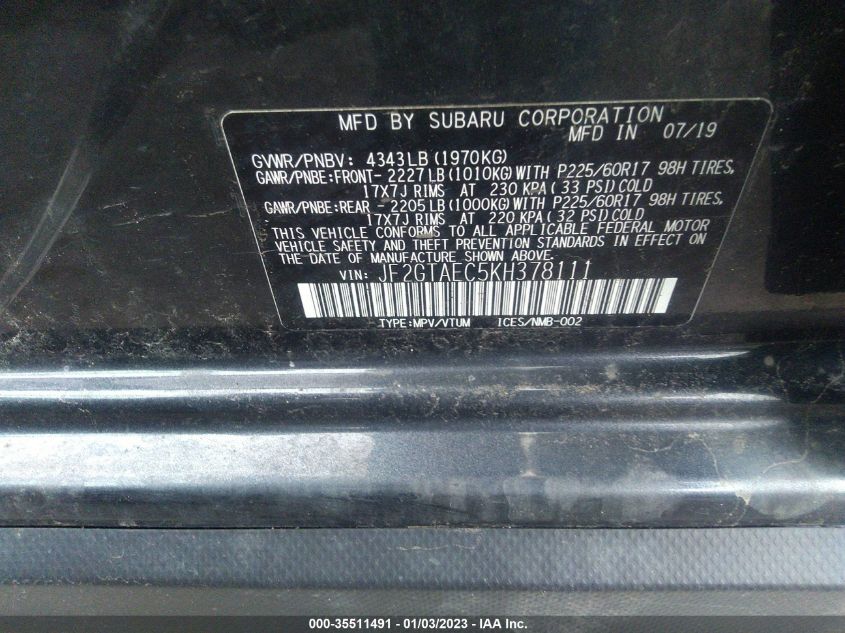 MFD BY SUBARU CORPORATION
MFD IN 07/19
GVWR/PNBV: 4343LB(1970KG)
GAWR/PNBE:FRONT-2227LB(1010KG)WITH P225/60R17 98H TIRES,
17X7J RIMS AT 230 KPA(33 PSI)COLD
GAWR/PNBE:REAR -2205LB(1000KG)WITH P225/60R17 98H TIRES,
17X7J RIMS AT 220 KPA(32 PSI)COLD
THIS VEHICLE CONFORMS TO ALL APPLICABLE FEDERAL MOTOR
VEHICLE SAFETY AND THEFT PREVENTION STANDARDS IN EFFECT ON
THE DATE OF MANUFACTURE SHOWN ABOVE.
VIN: JF2GTAEC5KH378111
TYPE:MPV/VTUM ICES/NMB-002
000-35511491 - 01/03/2023 - IAA Inc.